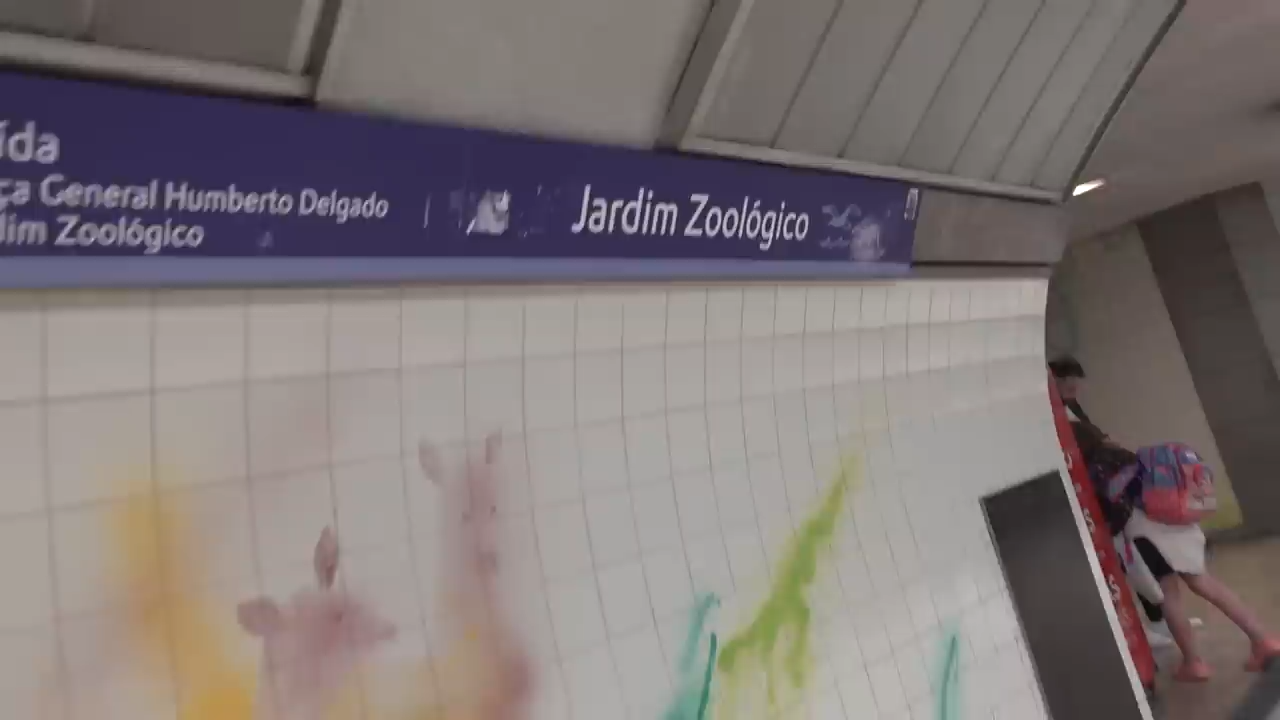 ída
ça General Humberto Delgado
dim Zoológico
Jardim Zoológico